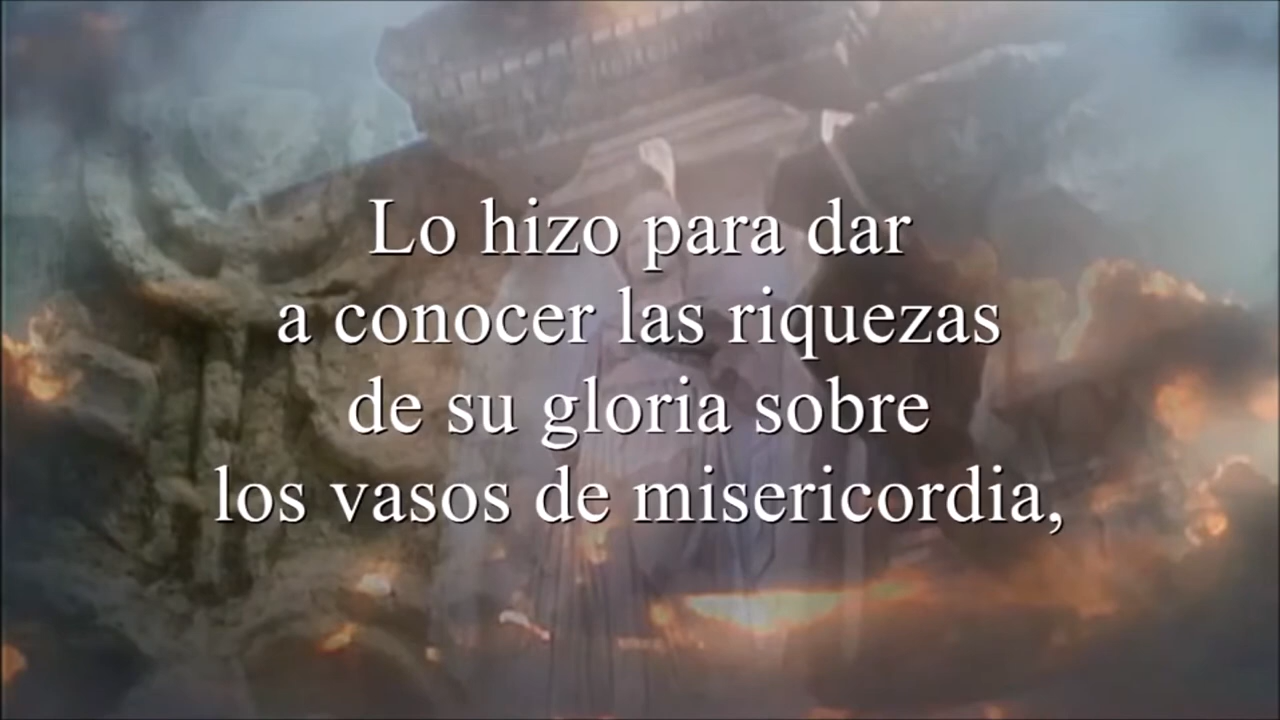 Lo hizo para dar
a conocer las riquezas
de su gloria sobre
los vasos de misericordia,